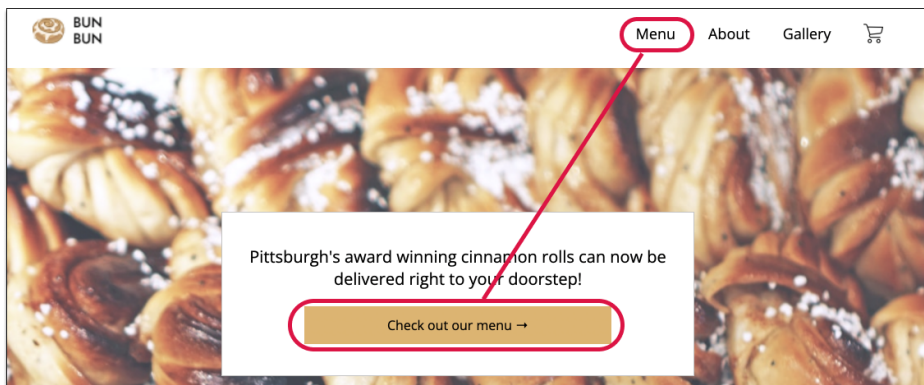 BUN
BUN
Menu
About
Gallery
Pittsburgh's award winning cinnamon rolls can now be
delivered right to your doorstep!
Check out our menu →